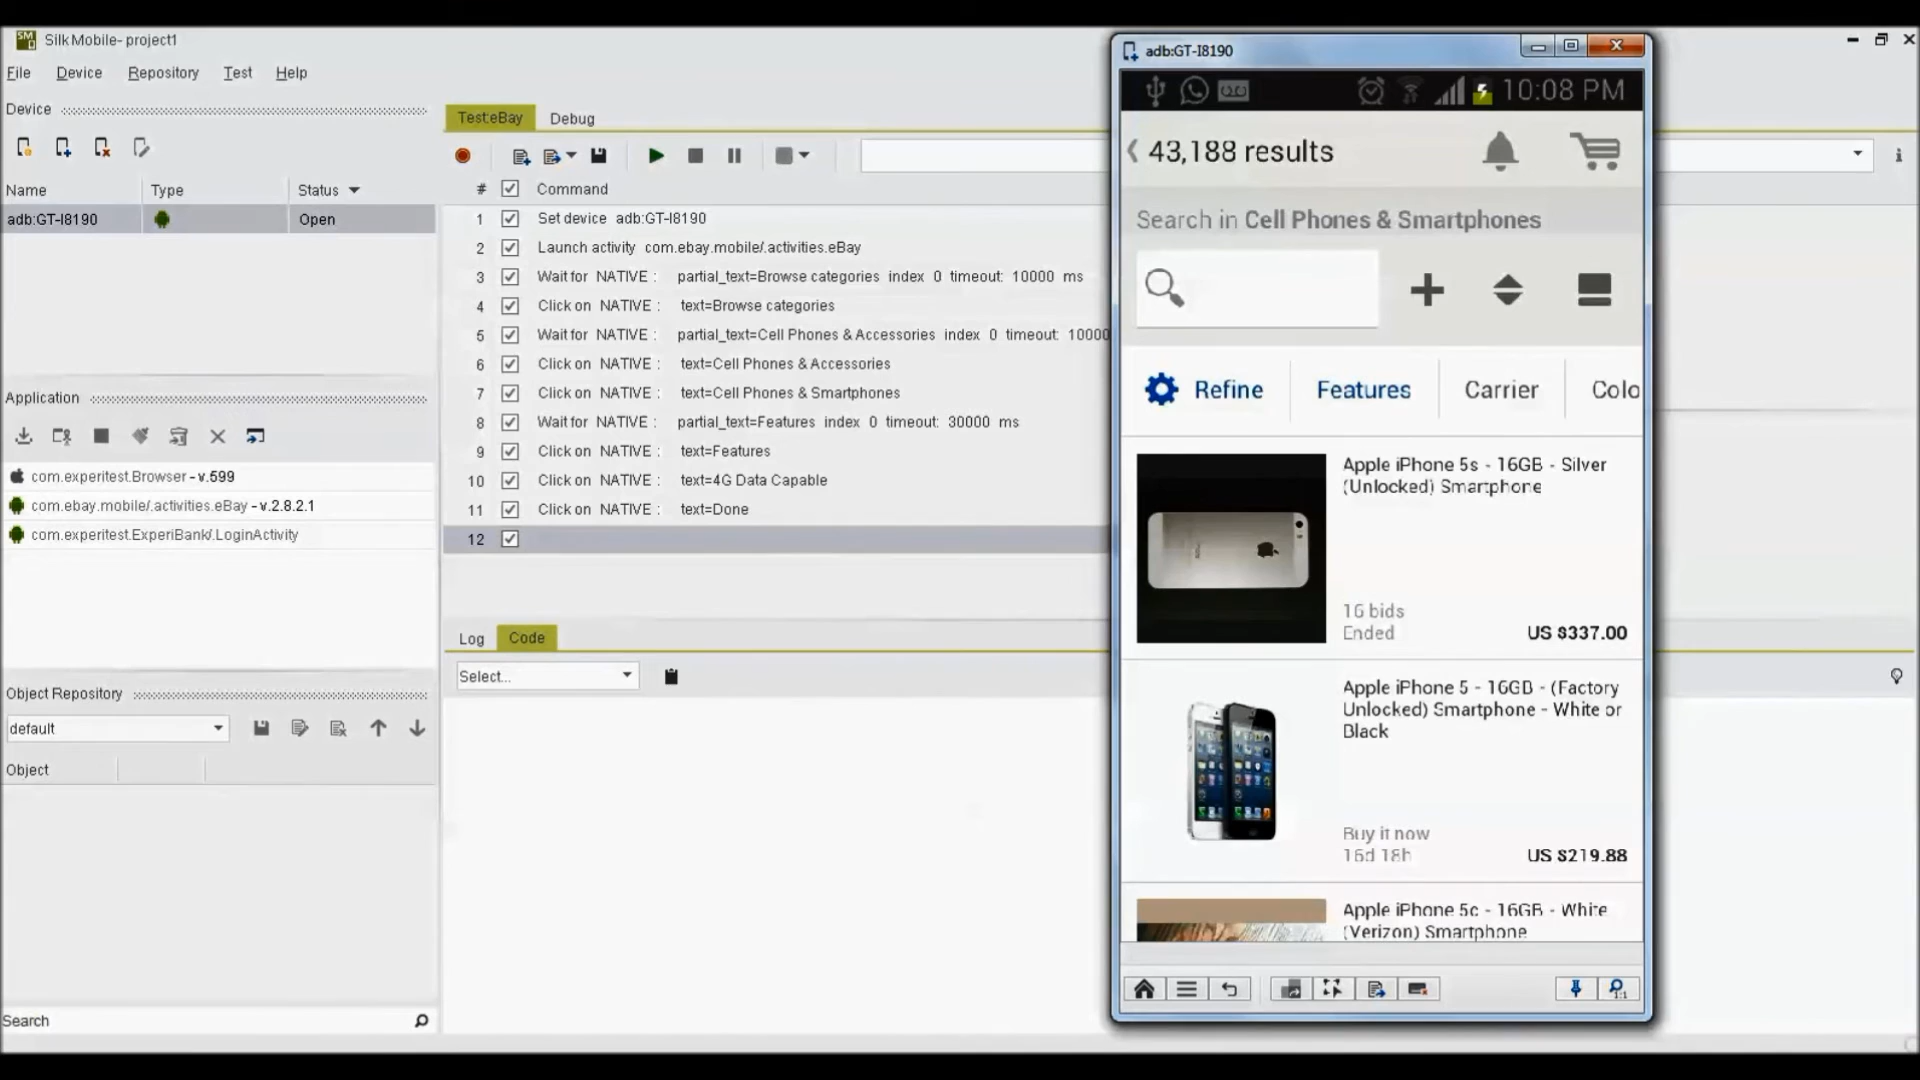 SilkMobile- project1
File Device Repository Test Help
Device
Name Type Status
adb:GT-I8190 Open
Application
com.experitest.Browser - v.599
com.ebay.mobile/.activities.eBay - v.2.8.2.1
com.experitest.ExperiBank/.LoginActivity
Object Repository
default
Object
Search
TesteBay Debug
# Command
1 Set device adb:GT-I8190
2 Launch activity com.ebay.mobile/.activities.eBay
3 Wait for NATIVE : partial_text=Browse categories index 0 timeout: 10000 ms
4 Click on NATIVE : text=Browse categories
5 Wait for NATIVE : partial_text=Cell Phones & Accessories index 0 timeout: 10000
6 Click on NATIVE : text=Cell Phones & Accessories
7 Click on NATIVE : text=Cell Phones & Smartphones
8 Wait for NATIVE : partial_text=Features index 0 timeout: 30000 ms
9 Click on NATIVE : text=Features
10 Click on NATIVE : text=4G Data Capable
11 Click on NATIVE : text=Done
12
Log Code
Select...
adb:GT-I8190
10:08 PM
43,188 results
Search in Cell Phones & Smartphones
Refine Features Carrier Colo
Apple iPhone 5s - 16GB - Silver
(Unlocked) Smartphone
16 bids
Ended US $337.00
Apple iPhone 5 - 16GB - (Factory
Unlocked) Smartphone - White or
Black
Buy it now
16d 18h US $219.88
Apple iPhone 5c - 16GB - White
(Verizon) Smartphone